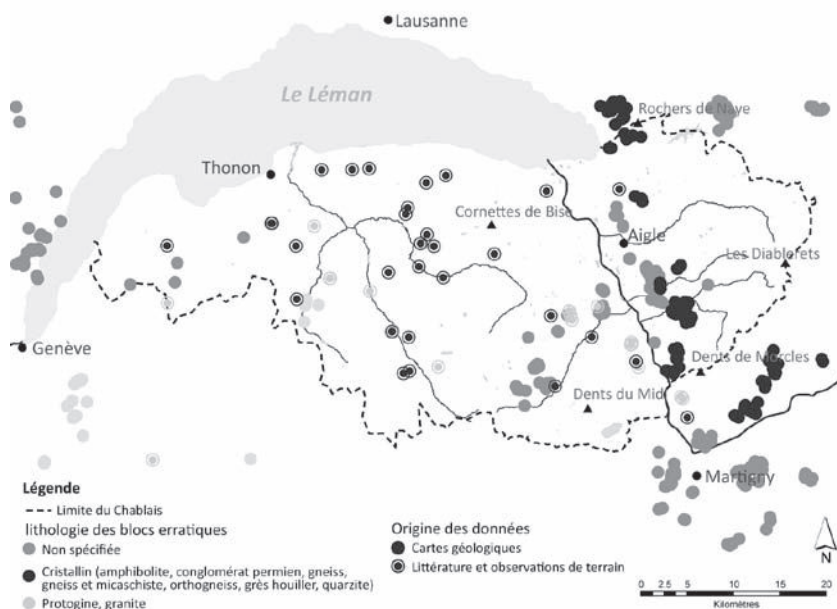 Lausanne
Le Léman
Rochers de Naye
Thonon
Cornettes de Bise
Aigle
Les Diablerets
Genève
Dents de Morcles
Dents du Midi
Martigny
Légende
Limite du Chablais
lithologie des blocs erratiques
Non spécifiée
Cristallin (amphibolite, conglomérat permien, gneiss,
gneiss et micaschiste, orthogneiss, grès houiller, quarzite)
Protogine, granite
Origine des données
Cartes géologiques
Littérature et observations de terrain
N
0 2.5 5 10 15 20
Kilomètres